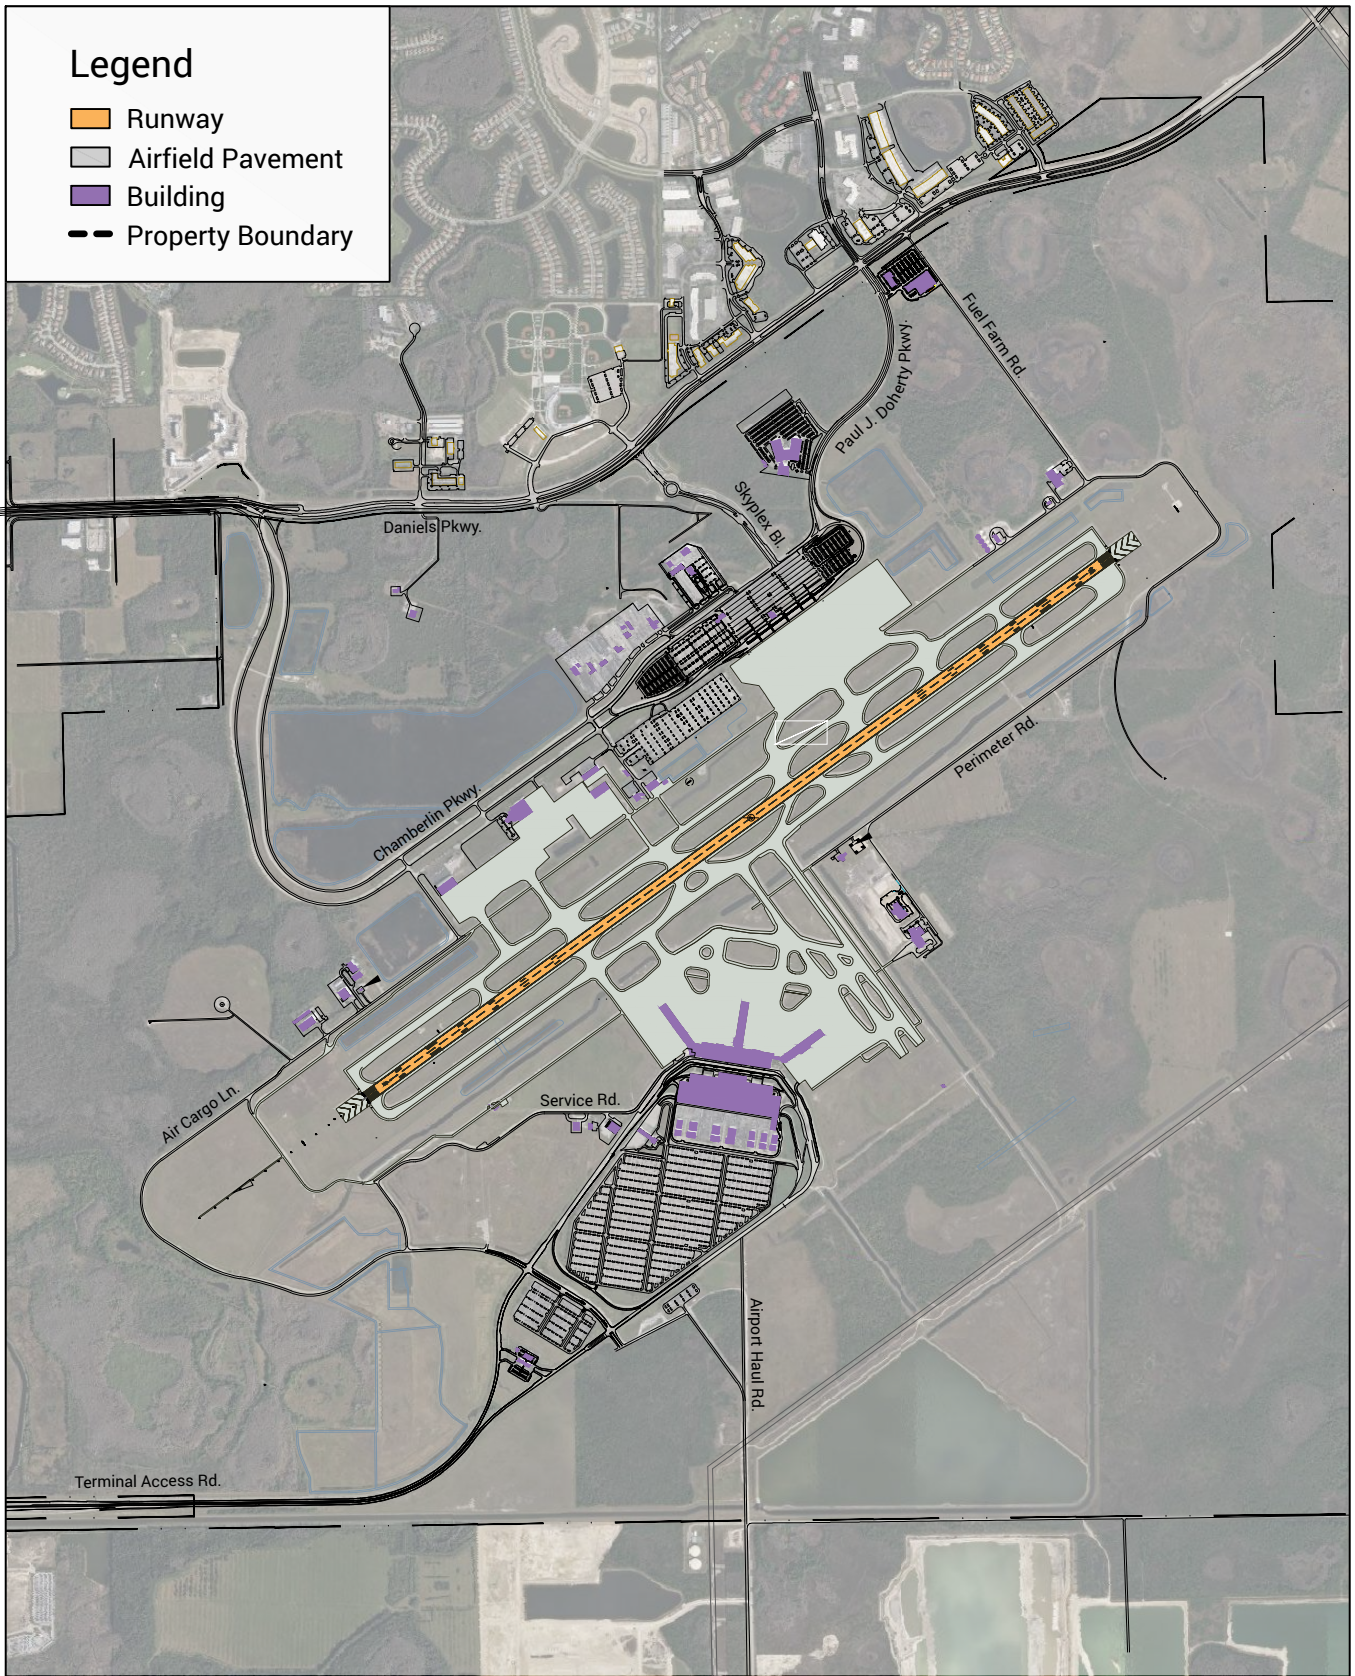 Legend
Runway
Airfield Pavement
Building
Property Boundary
Fuel Farm Rd.
Paul J. Doherty Pkwy.
Skyplex Bl.
Daniels Pkwy.
Perimeter Rd.
Chamberlin Pkwy.
Air Cargo Ln.
Service Rd.
Airport Haul Rd.
Terminal Access Rd.